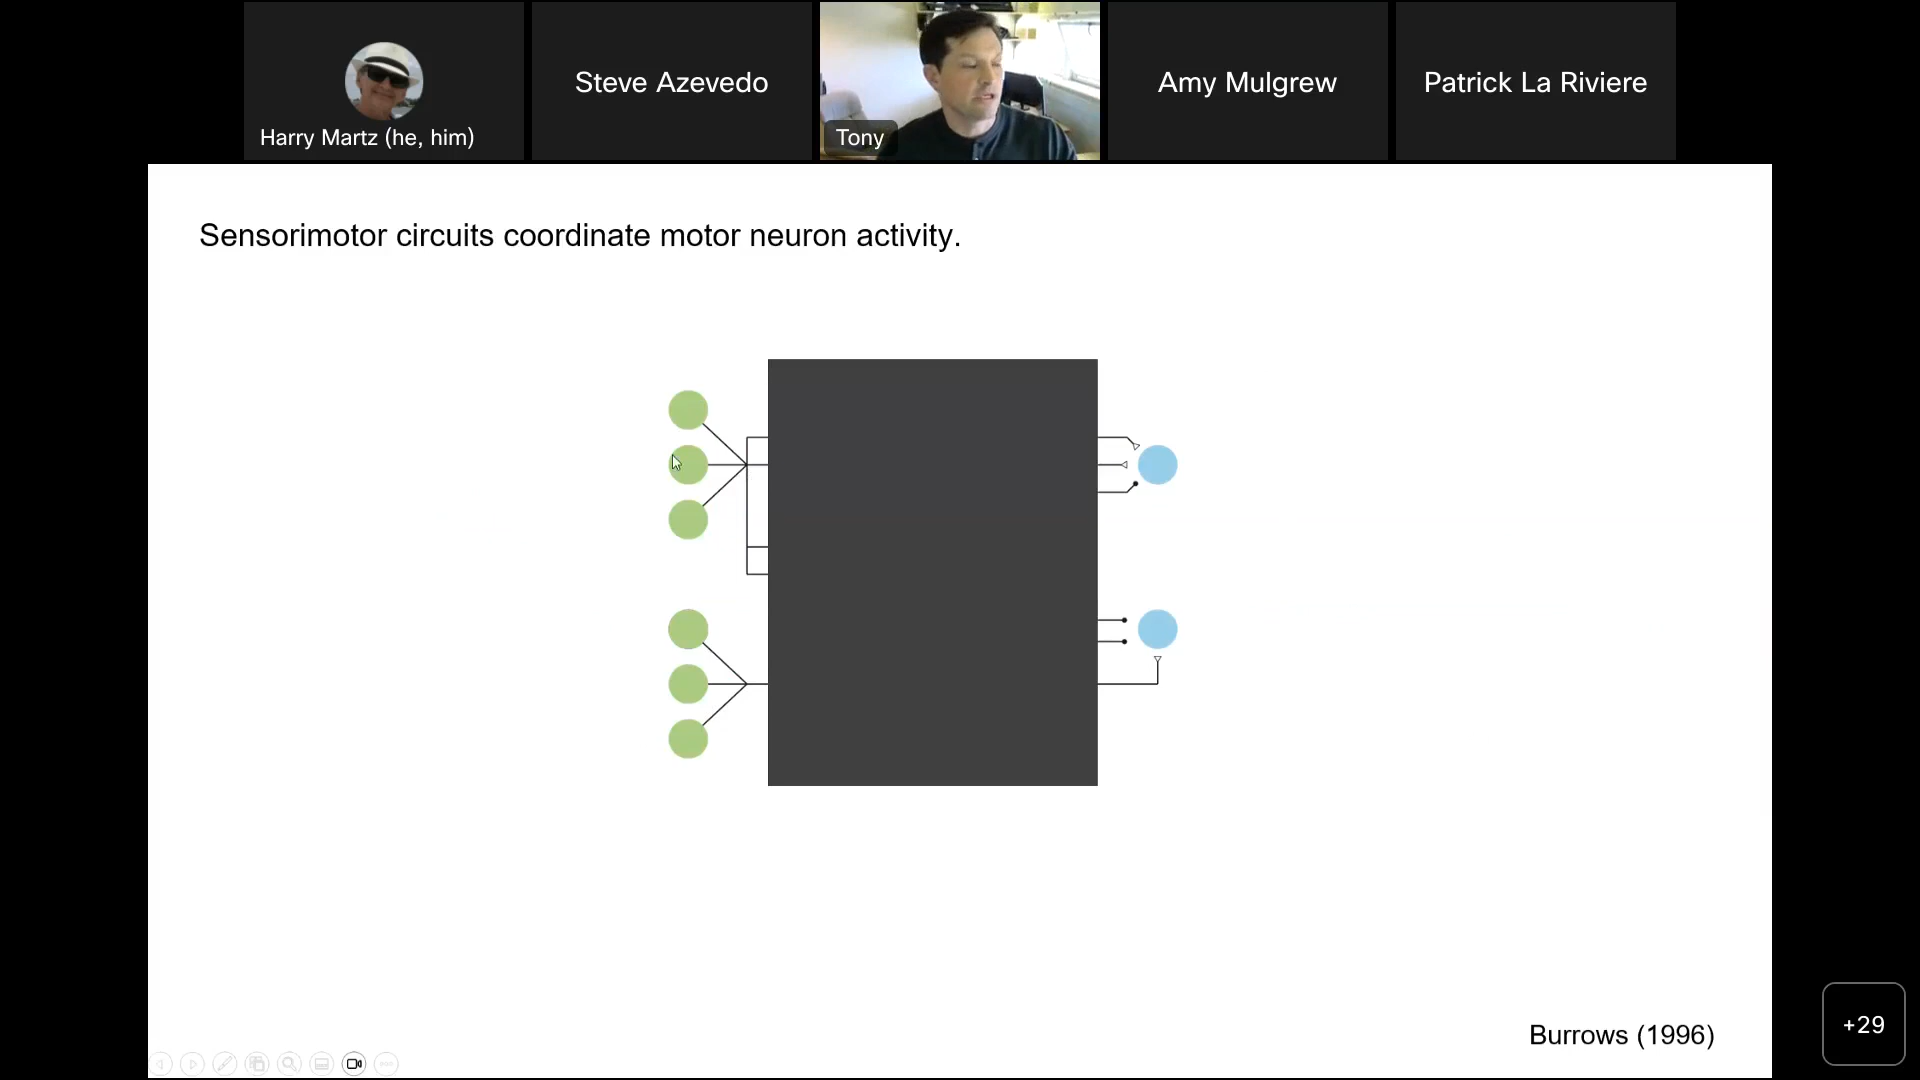 Harry Martz (he, him)
Steve Azevedo
Tony
Amy Mulgrew
Patrick La Riviere
Sensorimotor circuits coordinate motor neuron activity.
Burrows (1996)
+29